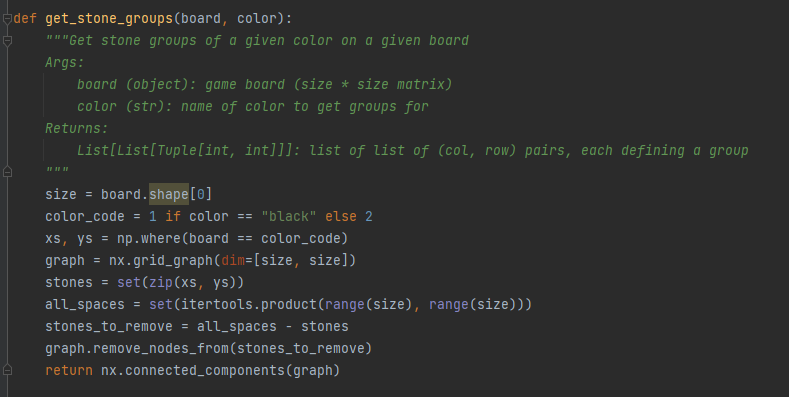 def get_stone_groups(board, color):
    """Get stone groups of a given color on a given board
    Args:
        board (object): game board (size * size matrix)
        color (str): name of color to get groups for
    Returns:
        List[List[Tuple[int, int]]]: list of list of (col, row) pairs, each defining a group
    """
    size = board.shape[0]
    color_code = 1 if color == "black" else 2
    xs, ys = np.where(board == color_code)
    graph = nx.grid_graph(dim=[size, size])
    stones = set(zip(xs, ys))
    all_spaces = set(itertools.product(range(size), range(size)))
    stones_to_remove = all_spaces - stones
    graph.remove_nodes_from(stones_to_remove)
    return nx.connected_components(graph)